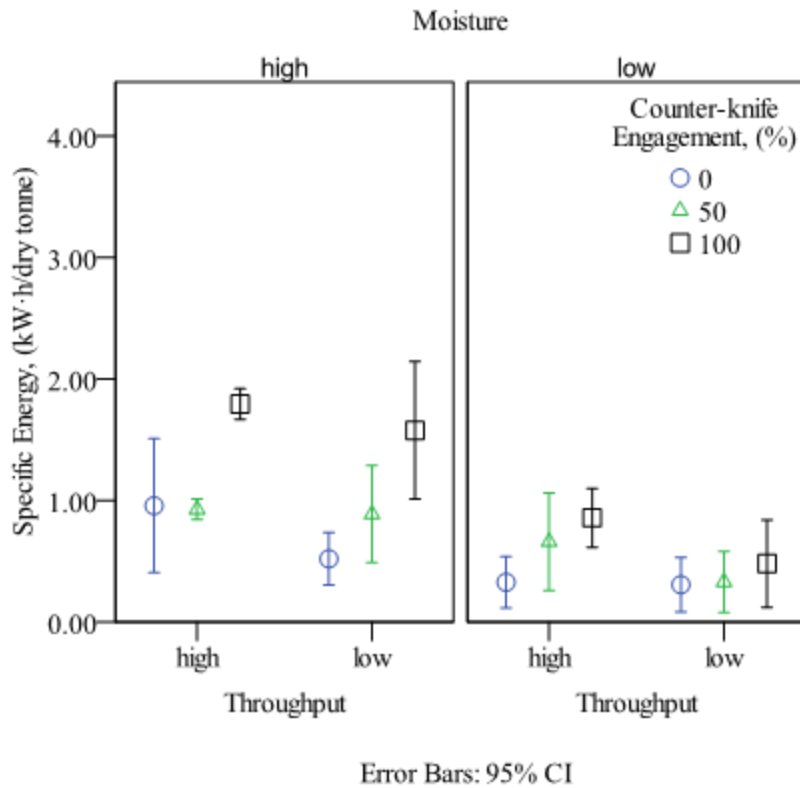 Moisture
high
low
Counter-knife
Engagement, (%)
0
50
100
Specific Energy, (kW·h/dry tonne)
4.00
3.00
2.00
1.00
0.00
high
low
high
low
Throughput
Throughput
Error Bars: 95% CI